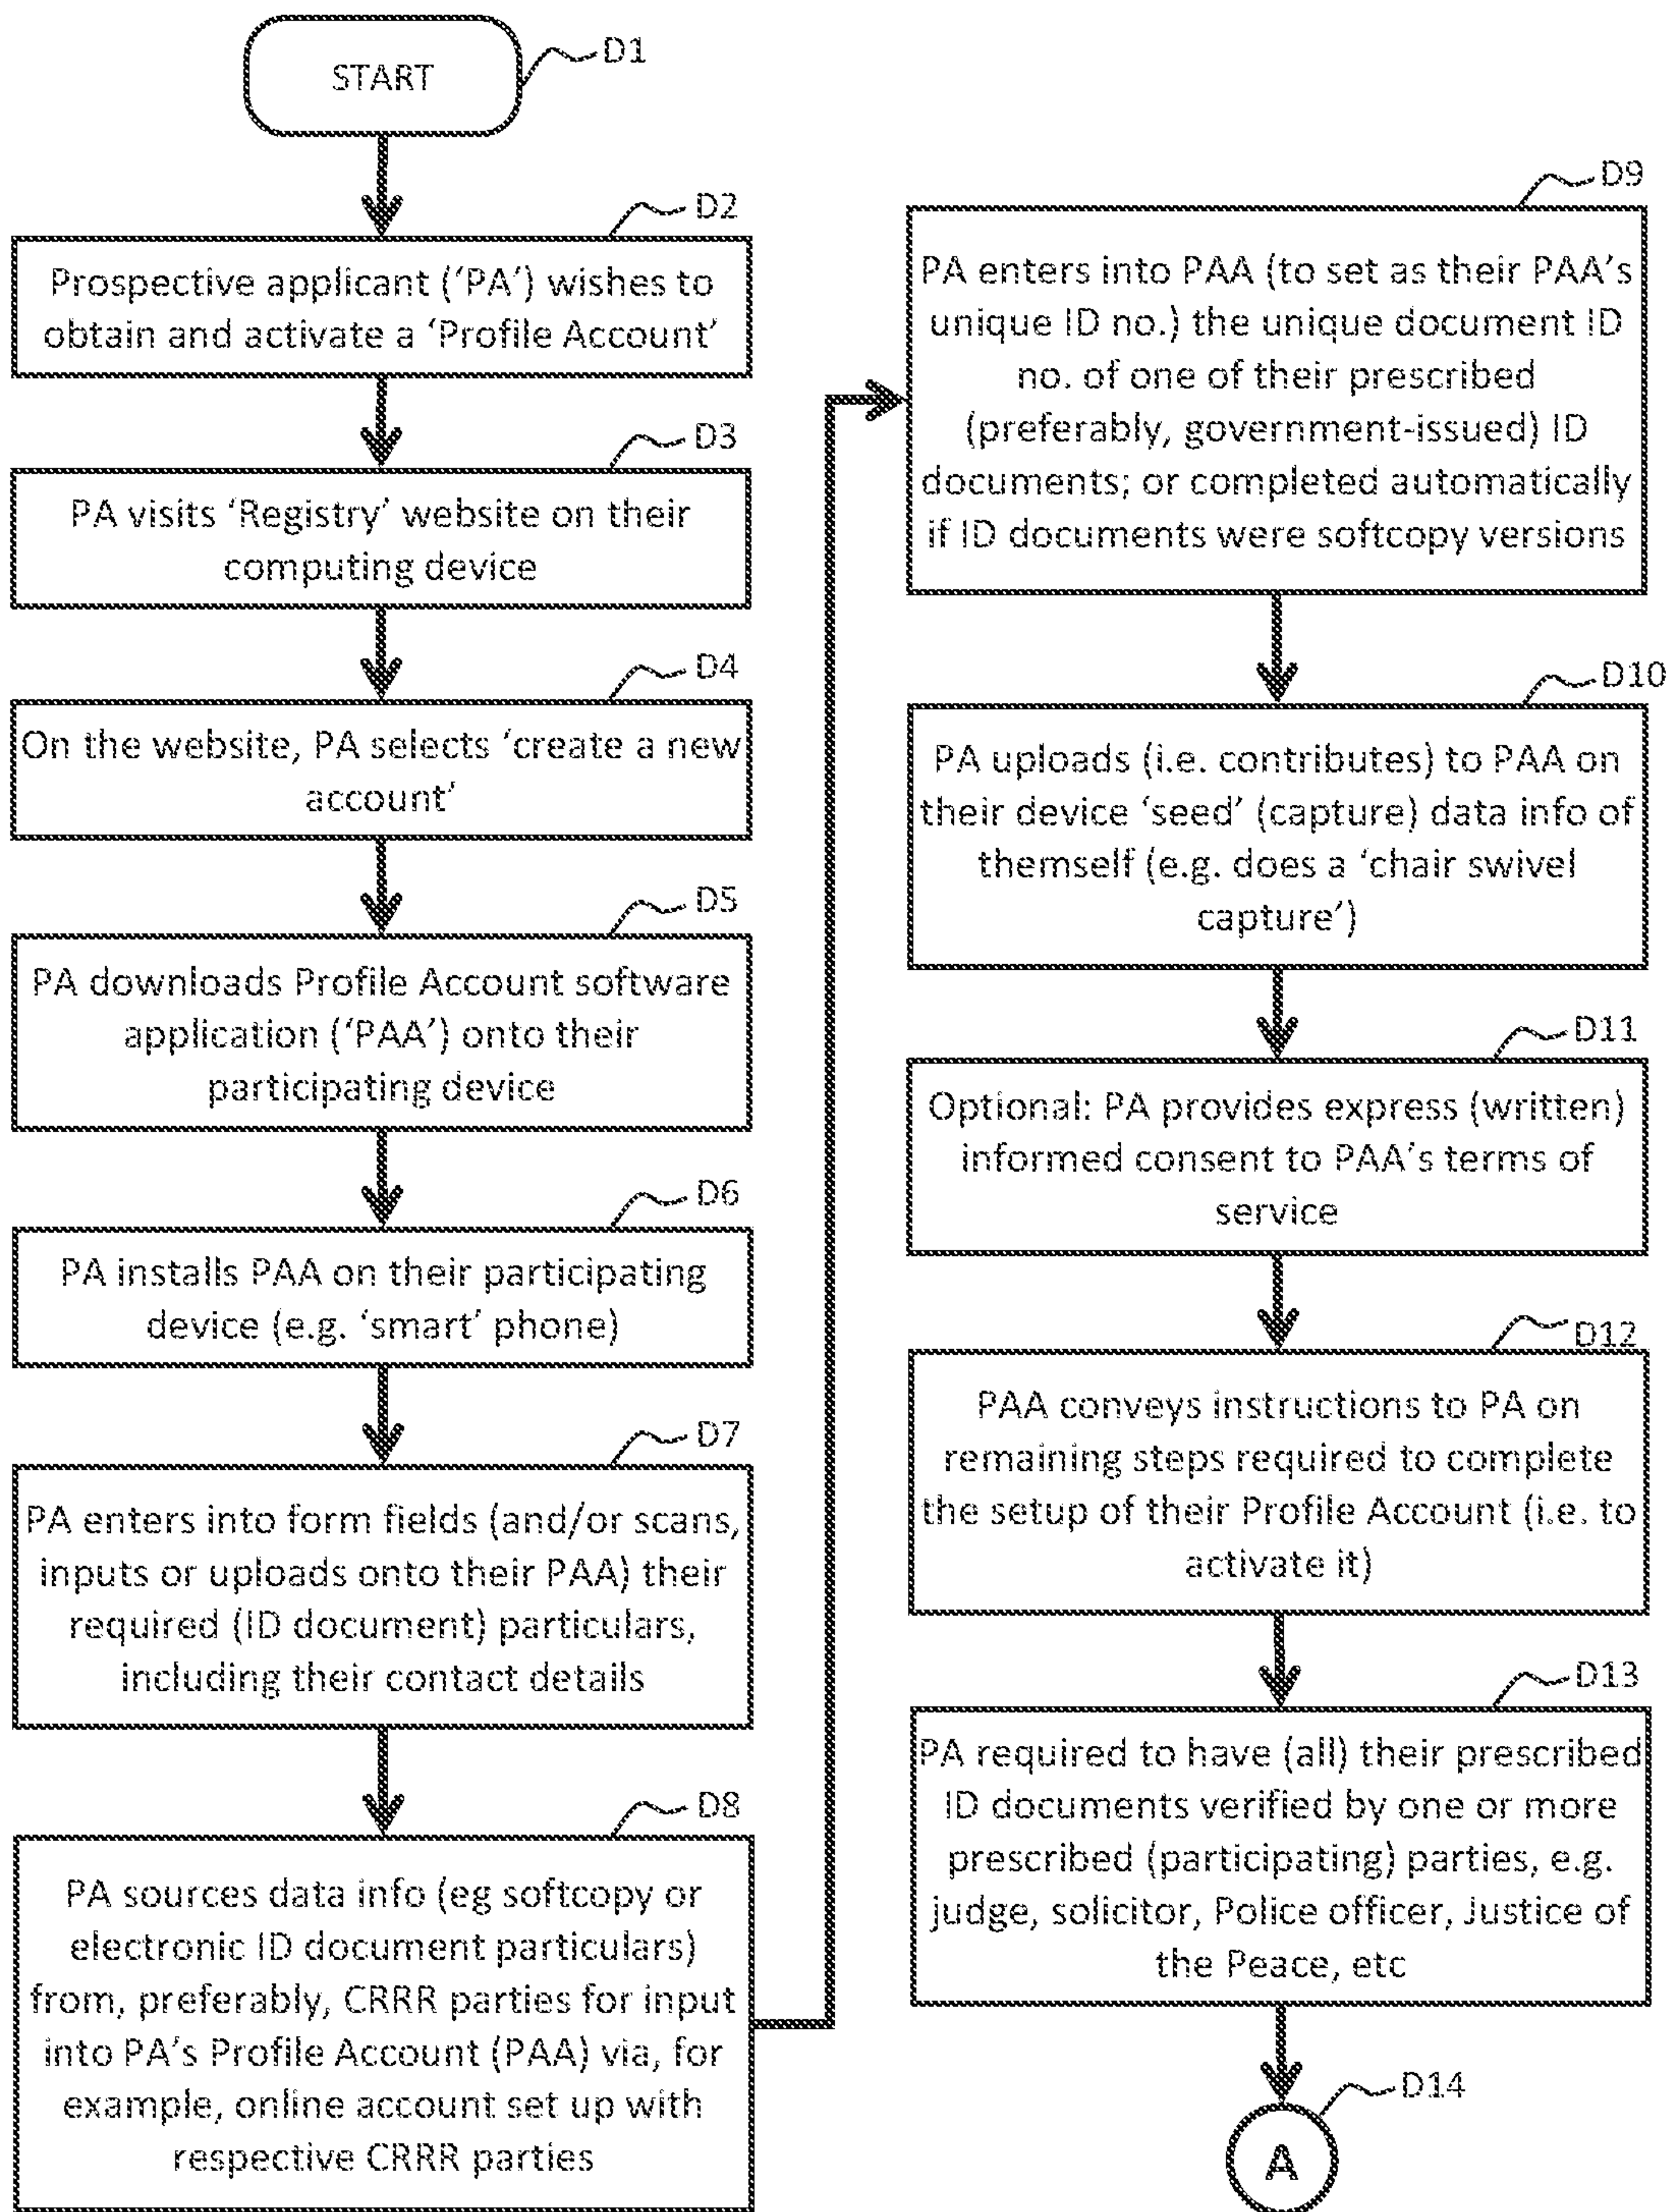 START
D1
D2
Prospective applicant (‘PA’) wishes to
obtain and activate a ‘Profile Account’
D3
PA visits ‘Registry’ website on their
computing device
D4
On the website, PA selects ‘create a new
account’
D5
PA downloads Profile Account software
application (‘PAA’) onto their
participating device
D6
PA installs PAA on their participating
device (e.g. ‘smart’ phone)
D7
PA enters into form fields (and/or scans,
inputs or uploads onto their PAA) their
required (ID document) particulars,
including their contact details
D8
PA sources data info (eg softcopy or
electronic ID document particulars)
from, preferably, CRRR parties for input
into PA’s Profile Account (PAA) via, for
example, online account set up with
respective CRRR parties
D9
PA enters into PAA (to set as their PAA’s
unique ID no.) the unique document ID
no. of one of their prescribed
(preferably, government-issued) ID
documents; or completed automatically
if ID documents were softcopy versions
D10
PA uploads (i.e. contributes) to PAA on
their device ‘seed’ (capture) data info of
themself (e.g. does a ‘chair swivel
capture’)
D11
Optional: PA provides express (written)
informed consent to PAA’s terms of
service
D12
PAA conveys instructions to PA on
remaining steps required to complete
the setup of their Profile Account (i.e. to
activate it)
D13
PA required to have (all) their prescribed
ID documents verified by one or more
prescribed (participating) parties, e.g.
judge, solicitor, Police officer, Justice of
the Peace, etc
D14
A